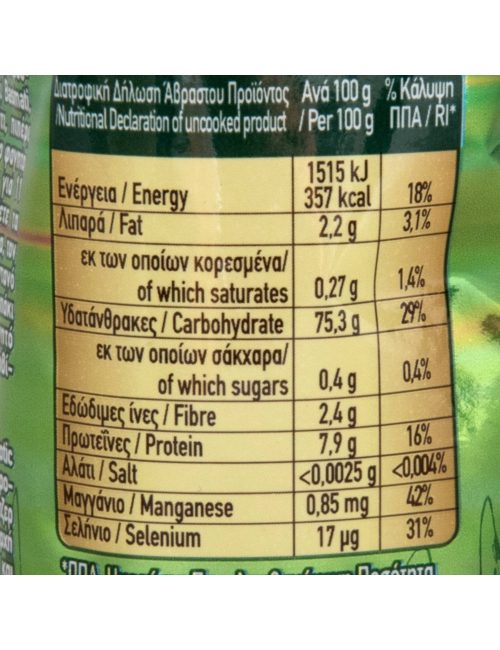 Διατροφική Δήλωση Άβραστου Προϊόντος Ανά 100 g % Κάλυψη
/Nutritional Declaration of uncooked product / Per 100 g ΠΠΑ / RI*
1515 kJ
Ενέργεια / Energy 357 kcal 18%
Λιπαρά / Fat 2,2 g 3,1%
εκ των οποίων κορεσμένα/
of which saturates 0,27 g 1,4%
Υδατάνθρακες / Carbohydrate 75,3 g 29%
εκ των οποίων σάκχαρα/
of which sugars 0,4 g 0,4%
Εδώδιμες ίνες / Fibre 2,4 g
Πρωτεΐνες / Protein 7,9 g 16%
Αλάτι / Salt <0,0025 g <0,004%
Μαγγάνιο / Manganese 0,85 mg 42%
Σελήνιο / Selenium 17 μg 31%